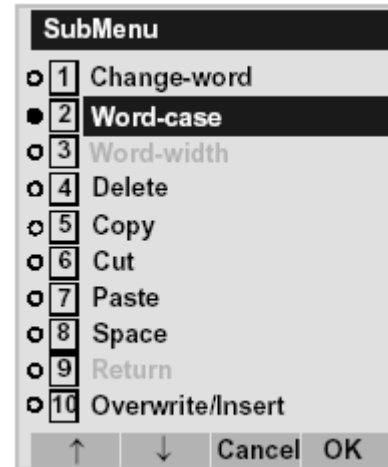 SubMenu
1 Change-word
2 Word-case
3 Word-width
4 Delete
5 Copy
6 Cut
7 Paste
8 Space
9 Return
10 Overwrite/Insert
↑ ↓ Cancel OK